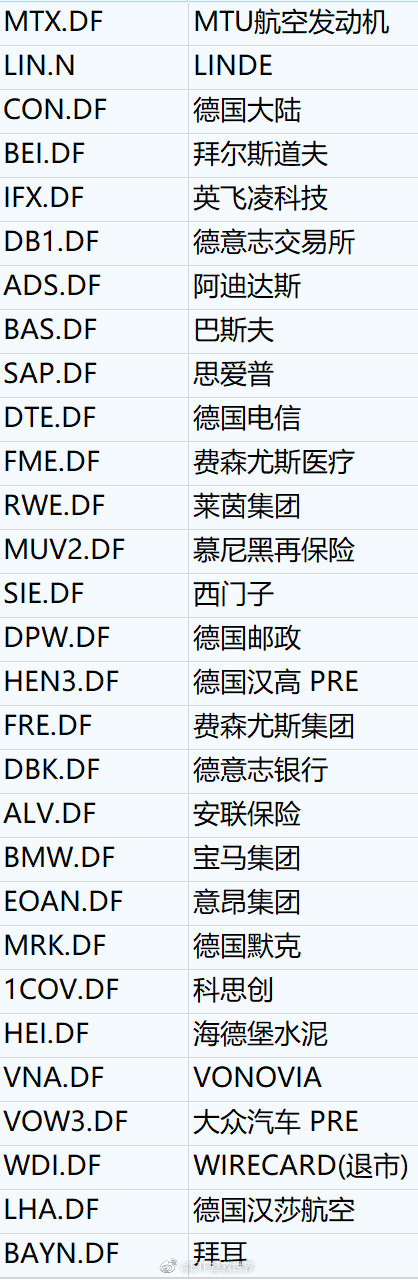 MTX.DF MTU航空发动机
LIN.N LINDE
CON.DF 德国大陆
BEI.DF 拜尔斯道夫
IFX.DF 英飞凌科技
DB1.DF 德意志交易所
ADS.DF 阿迪达斯
BAS.DF 巴斯夫
SAP.DF 思爱普
DTE.DF 德国电信
FME.DF 费森尤斯医疗
RWE.DF 莱茵集团
MUV2.DF 慕尼黑再保险
SIE.DF 西门子
DPW.DF 德国邮政
HEN3.DF 德国汉高 PRE
FRE.DF 费森尤斯集团
DBK.DF 德意志银行
ALV.DF 安联保险
BMW.DF 宝马集团
EOAN.DF 意昂集团
MRK.DF 德国默克
1COV.DF 科思创
HEI.DF 海德堡水泥
VNA.DF VONOVIA
VOW3.DF 大众汽车 PRE
WDI.DF WIRECARD(退市)
LHA.DF 德国汉莎航空
BAYN.DF 拜耳